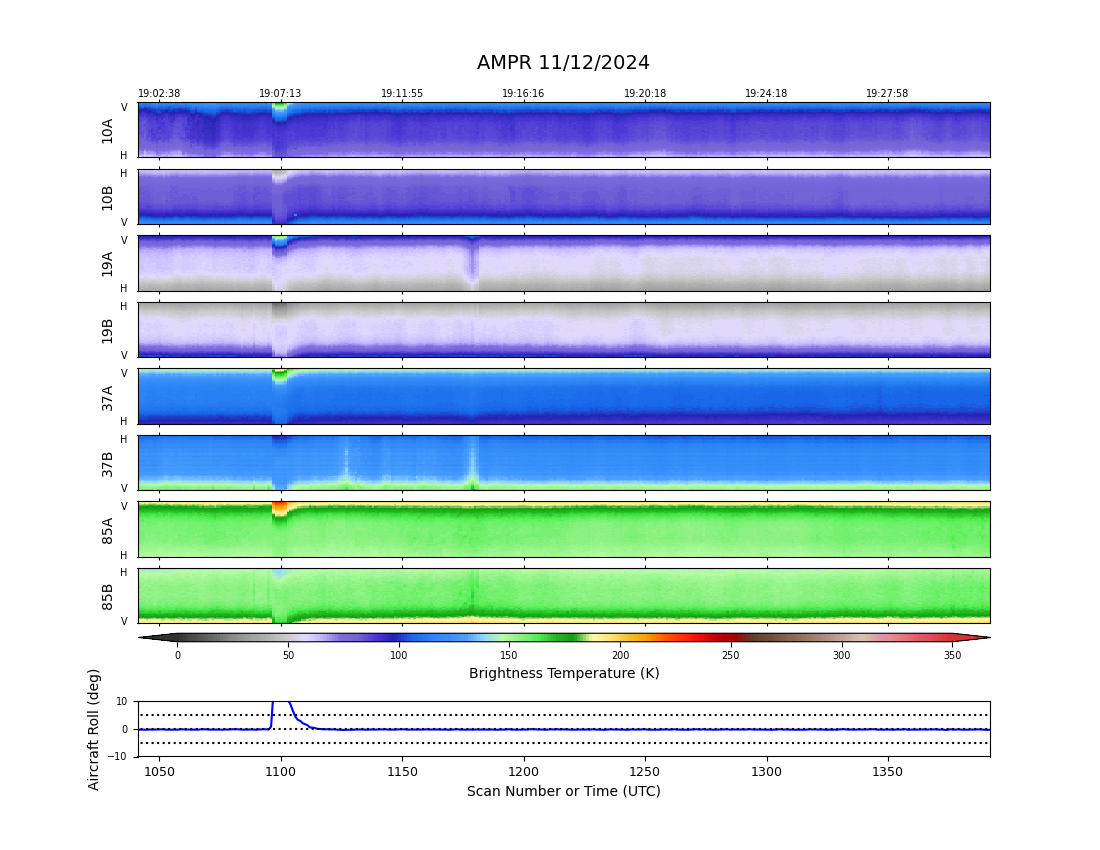 AMPR 11/12/2024
19:02:38 19:07:13 19:11:55 19:16:16 19:20:18 19:24:18 19:27:58
V
10A
H
H
10B
V
V
19A
H
H
19B
V
V
37A
H
H
37B
V
V
85A
H
H
85B
V
0 50 100 150 200 250 300 350
Brightness Temperature (K)
Aircraft Roll (deg)
10
0
−10
1050 1100 1150 1200 1250 1300 1350
Scan Number or Time (UTC)